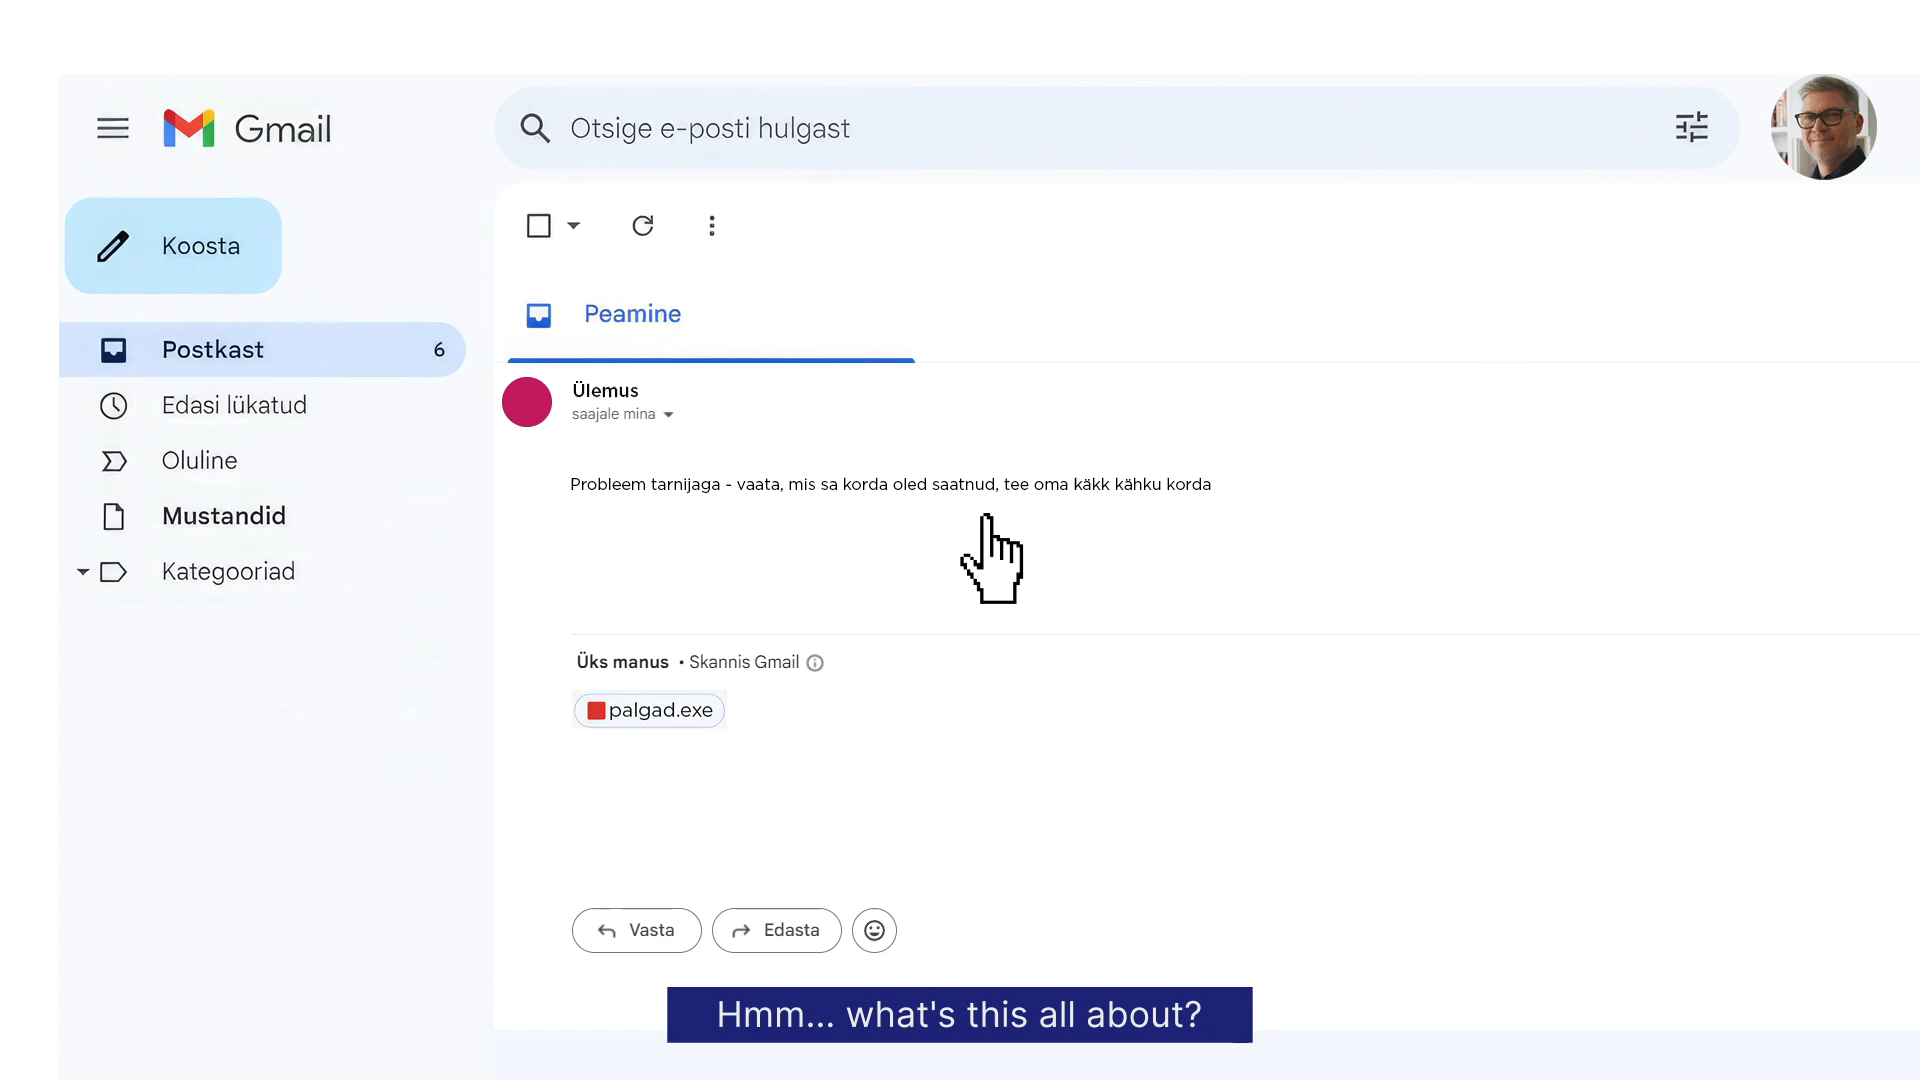 Gmail
Otsige e-posti hulgast
Koosta
Peamine
Postkast 6
Edasi lükatud
Oluline
Mustandid
Kategooriad
Ülemus
saajale mina
Probleem tarnijaga - vaata, mis sa korda oled saatnud, tee oma käkk kähku korda
Üks manus • Skannis Gmail
palgad.exe
Vasta
Edasta
Hmm... what's this all about?